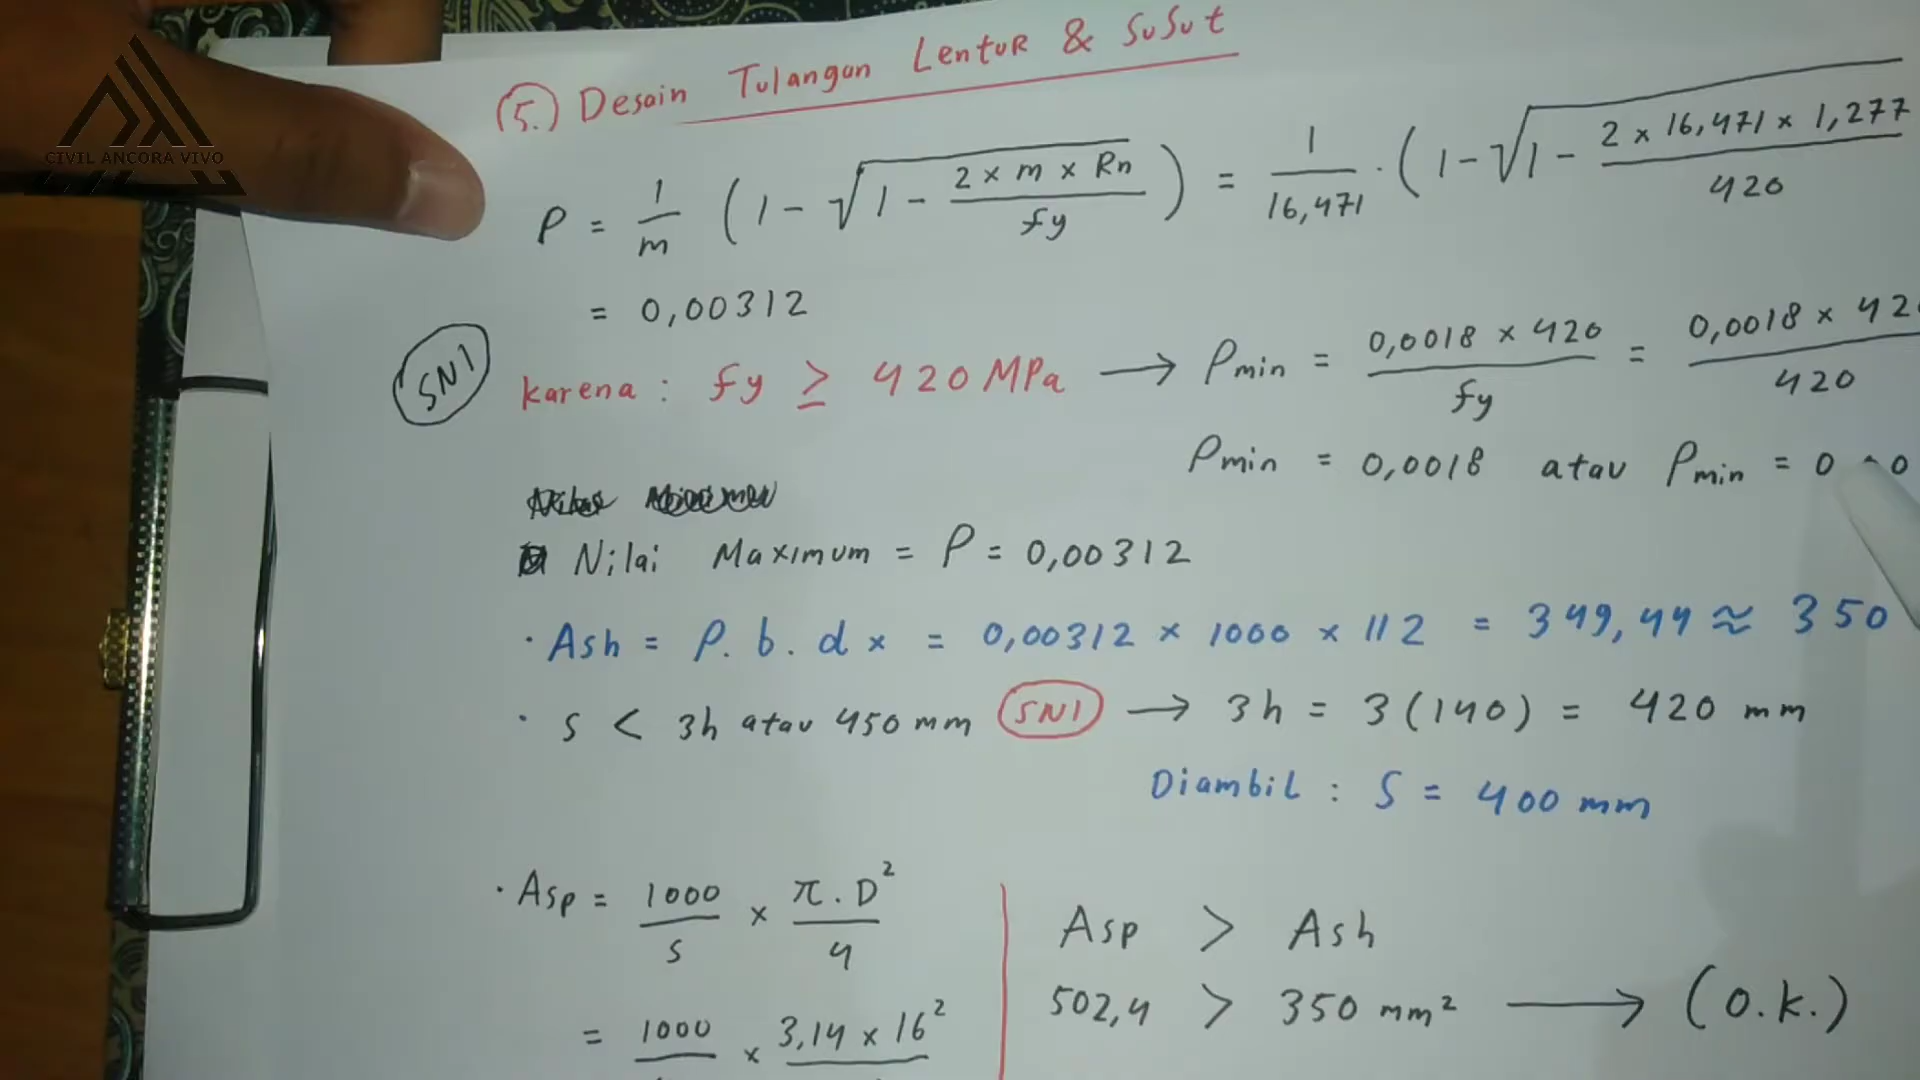 CIVIL ANCORA VIVO
(5.) Desain Tulangan Lentur & Susut
ρ = 1/m (1 - √1 - 2 x m x Rn / fy) = 1/16,471 . (1 - √1 - 2 x 16,471 x 1,277 / 420
= 0,00312
SNI
karena : fy ≥ 420 MPa → ρmin = 0,0018 x 420 / fy = 0,0018 x 420 / 420
ρmin = 0,0018 atau ρmin = 0
Nilai Maximum = ρ = 0,00312
· Ash = ρ. b. dx = 0,00312 x 1000 x 112 = 349,44 ≈ 350
· s < 3h atau 450 mm SNI → 3h = 3(140) = 420 mm
Diambil : S = 400 mm
· Asp = 1000/s x π.D²/4
Asp > Ash
502,4 > 350 mm² → (O.K.)
= 1000 x 3,14 x 16²